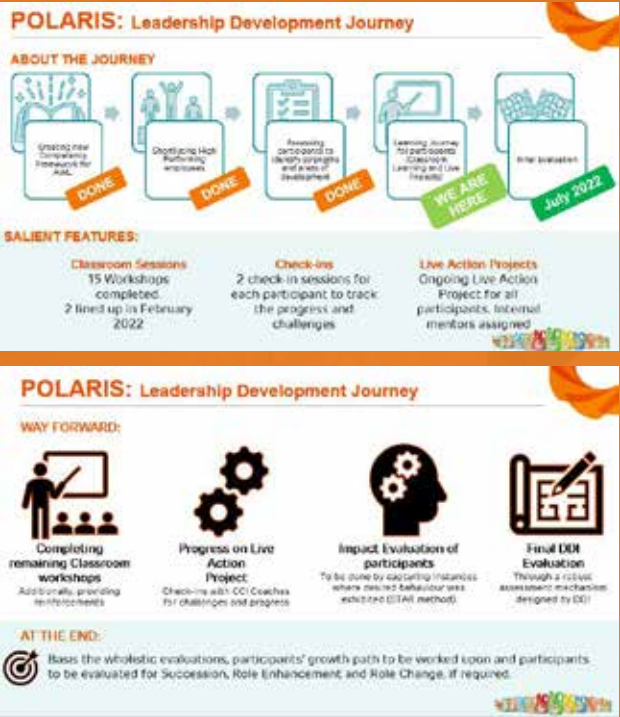 POLARIS: Leadership Development Journey
ABOUT THE JOURNEY
Creating new
Competency
Framework for
DONE
Shortlisting High
Performing
employees
DONE
Assessing
participants to
identify strengths
and areas of
development
DONE
Learning Journey
for participants
(Classroom
Learning and Live
Projects)
WE ARE
HERE
Final Evaluation
July 2022
SALIENT FEATURES:
Classroom Sessions
15 Workshops
completed.
2 lined up in February
2022
Check-ins
2 check-in sessions for
each participant to track
the progress and
challenges
Live Action Projects
Ongoing Live Action
Project for all
participants. Internal
mentors assigned
POLARIS: Leadership Development Journey
WAY FORWARD:
Completing
remaining Classroom
workshops
Additionally, providing
reinforcements
Progress on Live
Action
Project
Check-ins with CCI Coaches
for challenges and progress
Impact Evaluation of
participants
To be done by capturing instances
where desired behaviour was
exhibited (STAR method)
Final DDI
Evaluation
Through a robust
assessment mechanism
designed by DDI
AT THE END:
Basis the wholistic evaluations, participants' growth path to be worked upon and participants
to be evaluated for Succession, Role Enhancement and Role Change, if required.